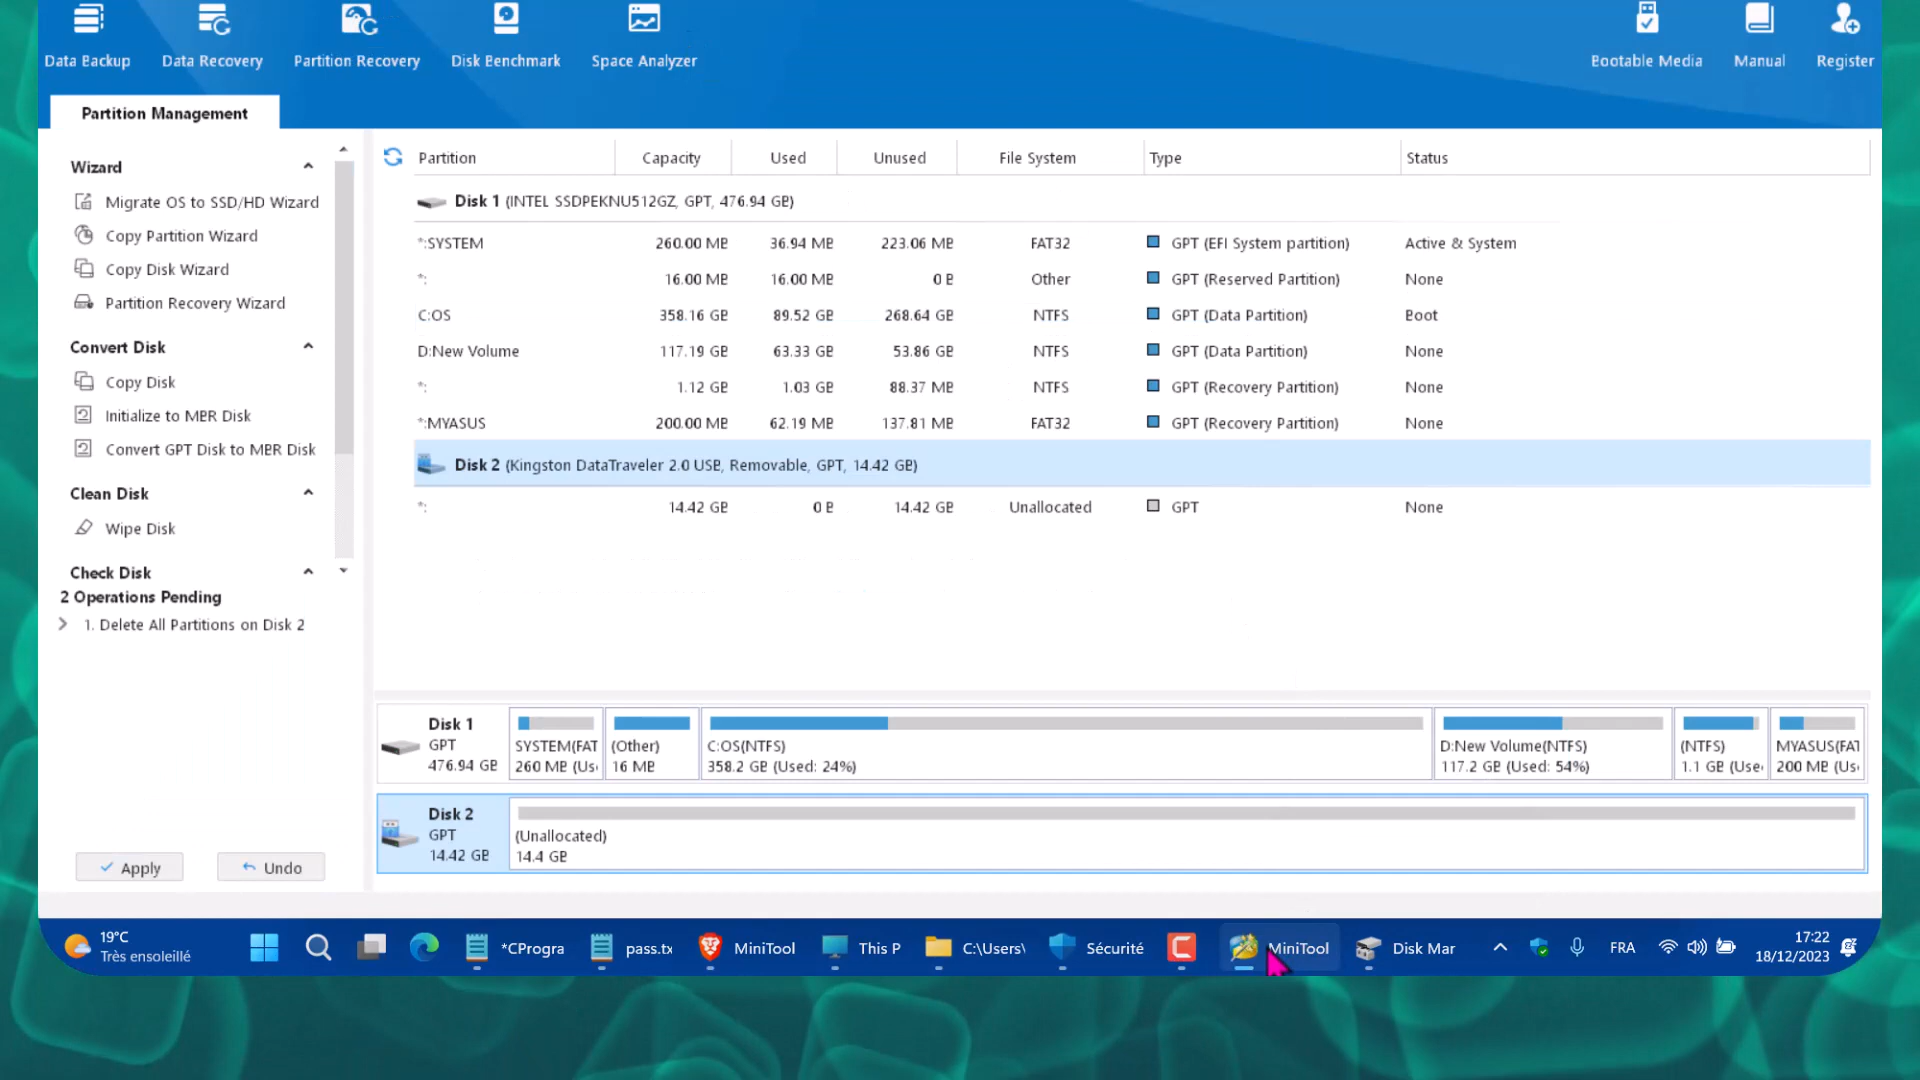 Data Backup Data Recovery Partition Recovery Disk Benchmark Space Analyzer Bootable Media Manual Register
Partition Management
Wizard
Migrate OS to SSD/HD Wizard
Copy Partition Wizard
Copy Disk Wizard
Partition Recovery Wizard
Convert Disk
Copy Disk
Initialize to MBR Disk
Convert GPT Disk to MBR Disk
Clean Disk
Wipe Disk
Check Disk
2 Operations Pending
1. Delete All Partitions on Disk 2
Apply Undo
Partition Capacity Used Unused File System Type Status
Disk 1 (INTEL SSDPEKNU512GZ, GPT, 476.94 GB)
*:SYSTEM 260.00 MB 36.94 MB 223.06 MB FAT32 GPT (EFI System partition) Active & System
*: 16.00 MB 16.00 MB 0 B Other GPT (Reserved Partition) None
C:OS 358.16 GB 89.52 GB 268.64 GB NTFS GPT (Data Partition) Boot
D:New Volume 117.19 GB 63.33 GB 53.86 GB NTFS GPT (Data Partition) None
*: 1.12 GB 1.03 GB 88.37 MB NTFS GPT (Recovery Partition) None
*:MYASUS 200.00 MB 62.19 MB 137.81 MB FAT32 GPT (Recovery Partition) None
Disk 2 (Kingston DataTraveler 2.0 USB, Removable, GPT, 14.42 GB)
*: 14.42 GB 0 B 14.42 GB Unallocated GPT None
Disk 1
GPT
476.94 GB
SYSTEM(FAT
260 MB (Us
(Other)
16 MB
C:OS(NTFS)
358.2 GB (Used: 24%)
D:New Volume(NTFS)
117.2 GB (Used: 54%)
(NTFS)
1.1 GB (Use
MYASUS(FAT
200 MB (Us
Disk 2
GPT
14.42 GB
(Unallocated)
14.4 GB
19°C
Très ensoleillé
*CProgra pass.tx MiniTool This P C:\Users\ Sécurité MiniTool Disk Mar FRA
17:22
18/12/2023